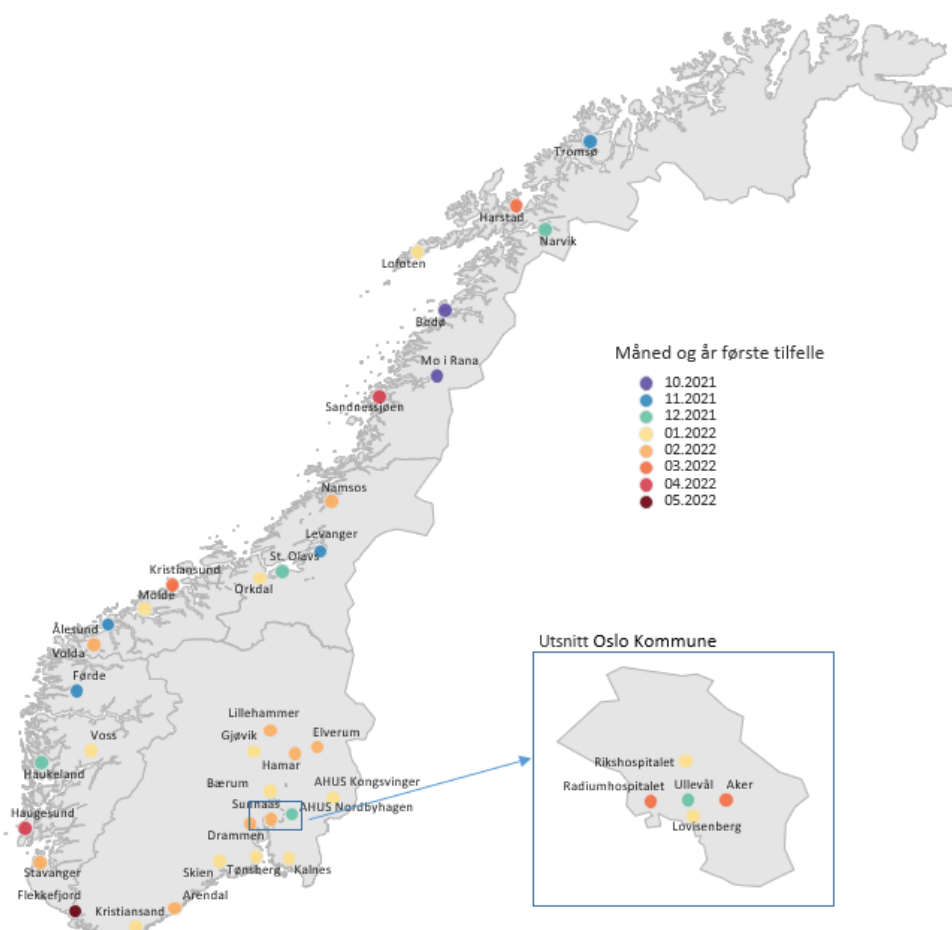 Tromsø
Harstad
Narvik
Lofoten
Bodø
Mo i Rana
Sandnessjøen
Måned og år første tilfelle
10.2021
11.2021
12.2021
01.2022
02.2022
03.2022
04.2022
05.2022
Namsos
Levanger
St. Olavs
Orkdal
Kristiansund
Molde
Ålesund
Volda
Førde
Voss
Haukeland
Haugesund
Stavanger
Flekkefjord
Kristiansand
Arendal
Lillehammer
Gjøvik
Elverum
Hamar
Bærum
AHUS Kongsvinger
Sunnaas
AHUS Nordbyhagen
Drammen
Skien
Tønsberg
Kalnes
Utsnitt Oslo Kommune
Rikshospitalet
Radiumhospitalet
Ullevål
Aker
Lovisenberg